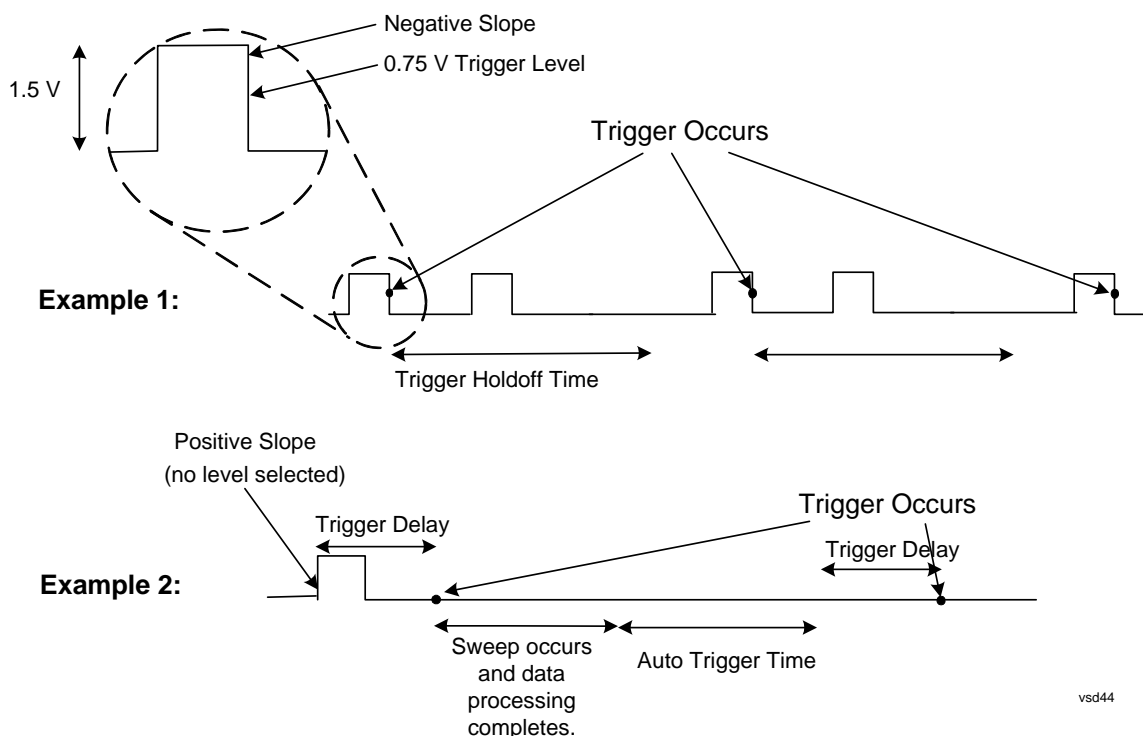 Negative Slope
0.75 V Trigger Level
1.5 V
Trigger Occurs
Example 1:
Trigger Holdoff Time
Positive Slope
(no level selected)
Trigger Delay
Trigger Occurs
Trigger Delay
Example 2:
Sweep occurs
and data
processing
completes.
Auto Trigger Time
vsd44